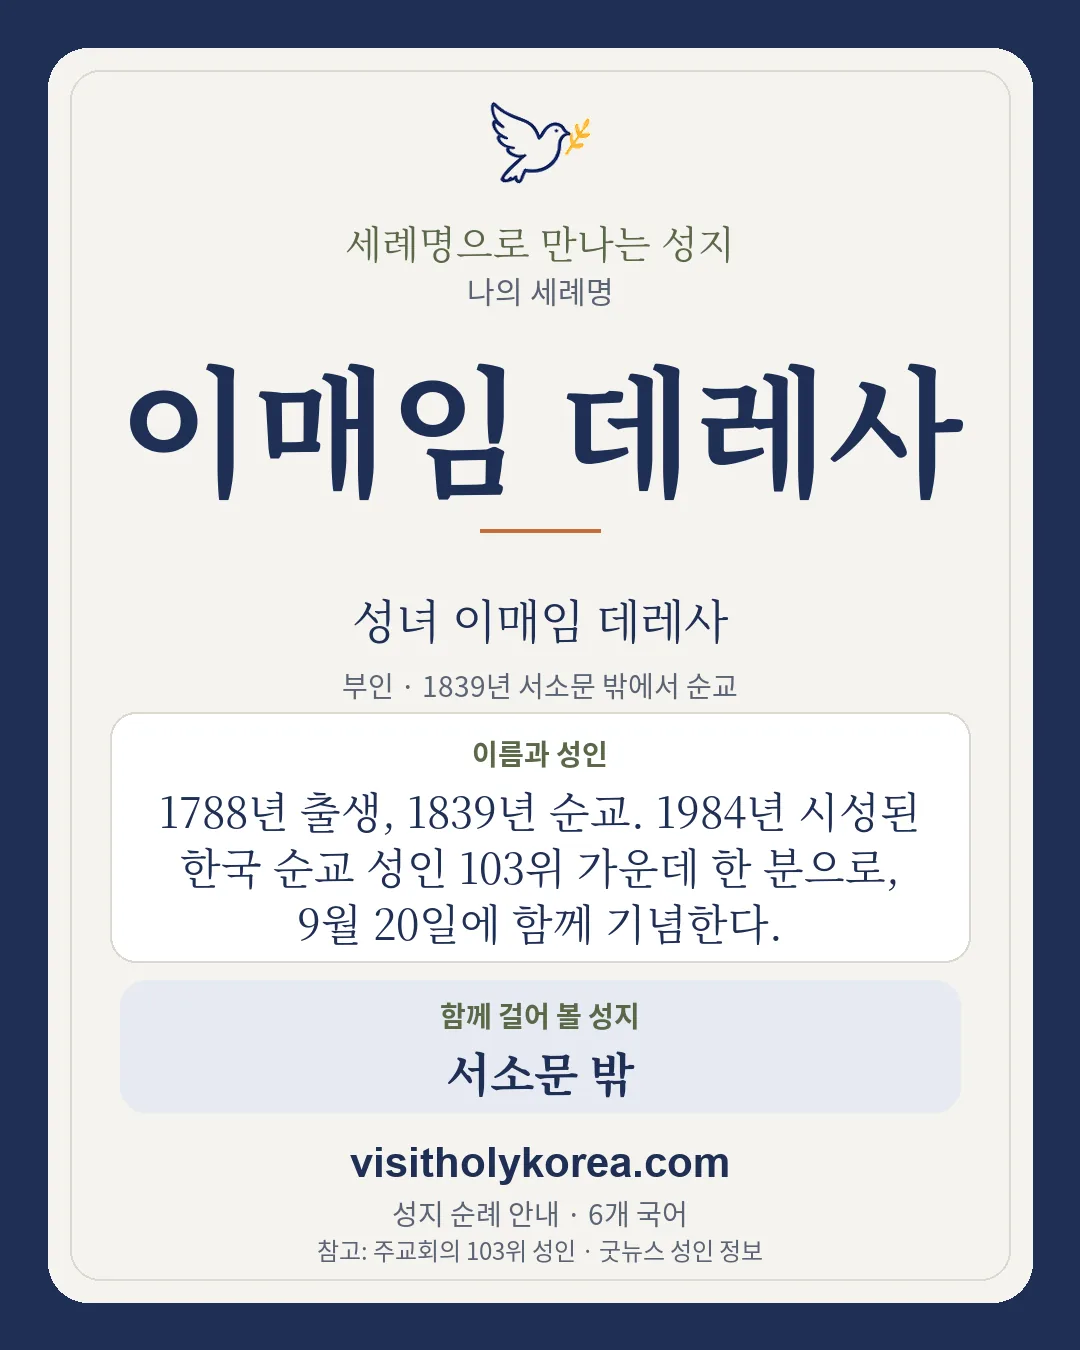 세례명으로 만나는 성지
나의 세례명
이매임 데레사
성녀 이매임 데레사
부인 · 1839년 서소문 밖에서 순교
이름과 성인
1788년 출생, 1839년 순교. 1984년 시성된
한국 순교 성인 103위 가운데 한 분으로,
9월 20일에 함께 기념한다.
함께 걸어 볼 성지
서소문 밖
visitholykorea.com
성지 순례 안내 · 6개 국어
참고: 주교회의 103위 성인 · 굿뉴스 성인 정보